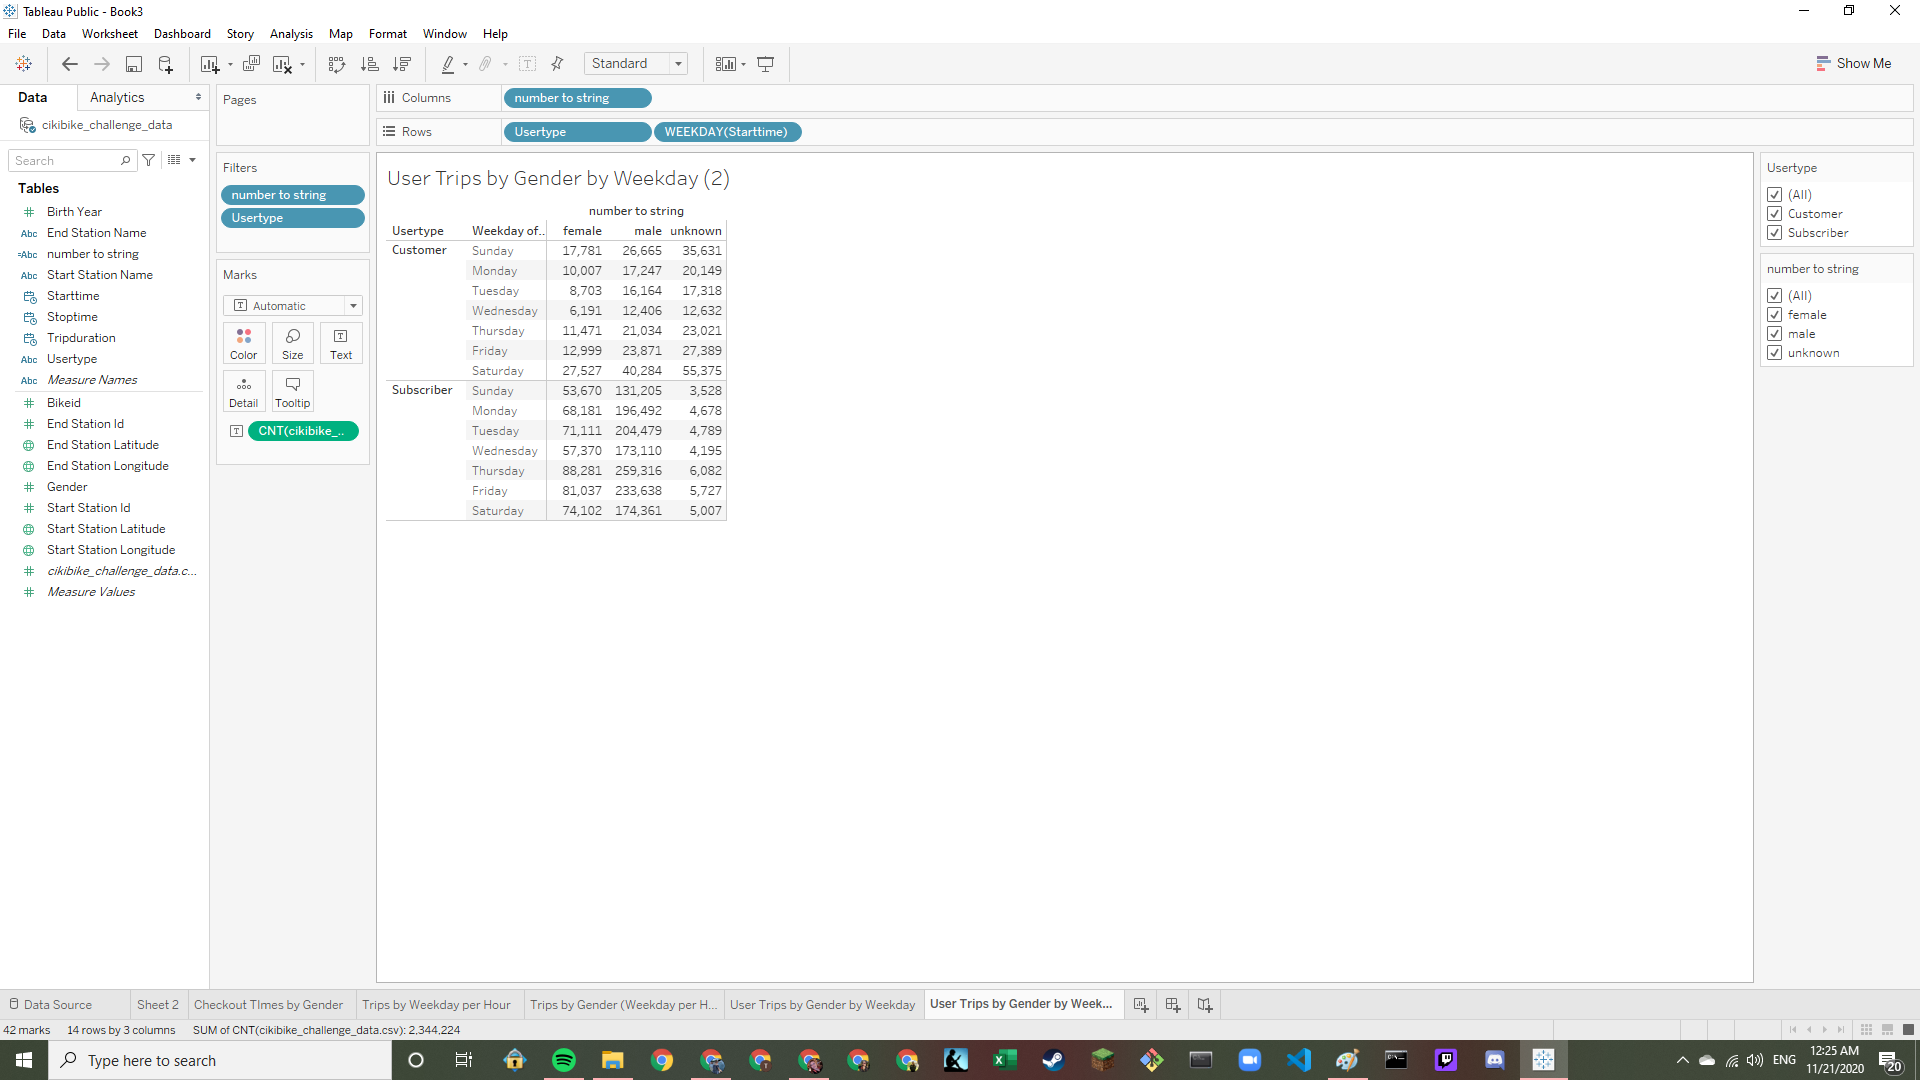 Tableau Public - Book3
File Data Worksheet Dashboard Story Analysis Map Format Window Help
Standard
Show Me
Data Analytics
cikibike_challenge_data
Search
Tables
Birth Year
Abc End Station Name
=Abc number to string
Abc Start Station Name
Starttime
Stoptime
Tripduration
Abc Usertype
Abc Measure Names
Bikeid
End Station Id
End Station Latitude
End Station Longitude
Gender
Start Station Id
Start Station Latitude
Start Station Longitude
cikibike_challenge_data.c...
Measure Values
Pages
Filters
number to string
Usertype
Marks
Automatic
Color Size Text
Detail Tooltip
CNT(cikibike_..
Columns number to string
Rows Usertype WEEKDAY(Starttime)
User Trips by Gender by Weekday (2)
number to string
Usertype Weekday of.. female male unknown
Customer Sunday 17,781 26,665 35,631
Monday 10,007 17,247 20,149
Tuesday 8,703 16,164 17,318
Wednesday 6,191 12,406 12,632
Thursday 11,471 21,034 23,021
Friday 12,999 23,871 27,389
Saturday 27,527 40,284 55,375
Subscriber Sunday 53,670 131,205 3,528
Monday 68,181 196,492 4,678
Tuesday 71,111 204,479 4,789
Wednesday 57,370 173,110 4,195
Thursday 88,281 259,316 6,082
Friday 81,037 233,638 5,727
Saturday 74,102 174,361 5,007
Usertype
(All)
Customer
Subscriber
number to string
(All)
female
male
unknown
Data Source Sheet 2 Checkout TImes by Gender Trips by Weekday per Hour Trips by Gender (Weekday per H... User Trips by Gender by Weekday User Trips by Gender by Week...
42 marks 14 rows by 3 columns SUM of CNT(cikibike_challenge_data.csv): 2,344,224
Type here to search
ENG
12:25 AM
11/21/2020
20